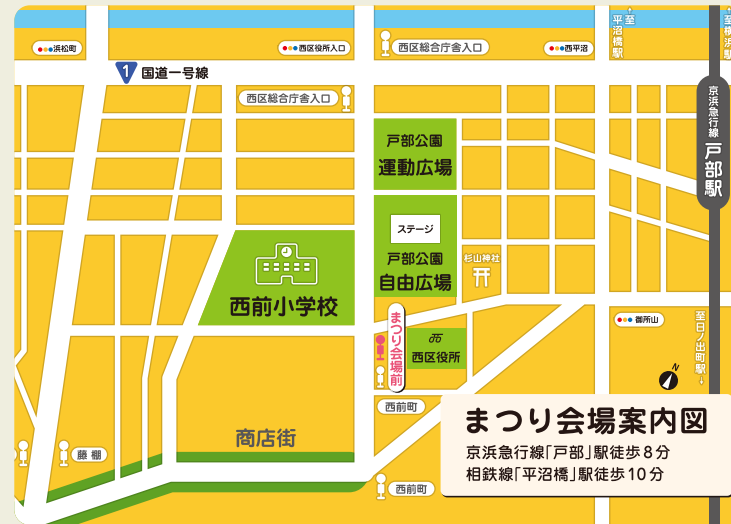 至
平沼橋駅
至横浜駅
浜松町
西区役所入口
西区総合庁舎入口
西平沼
1
国道一号線
西区総合庁舎入口
京浜急行線
戸部駅
戸部公園
運動広場
ステージ
戸部公園
自由広場
杉山神社
西前小学校
まつり会場前
西区役所
御所山
至日ノ出町駅
N
西前町
商店街
藤棚
西前町
まつり会場案内図
京浜急行線「戸部」駅徒歩8分
相鉄線「平沼橋」駅徒歩10分